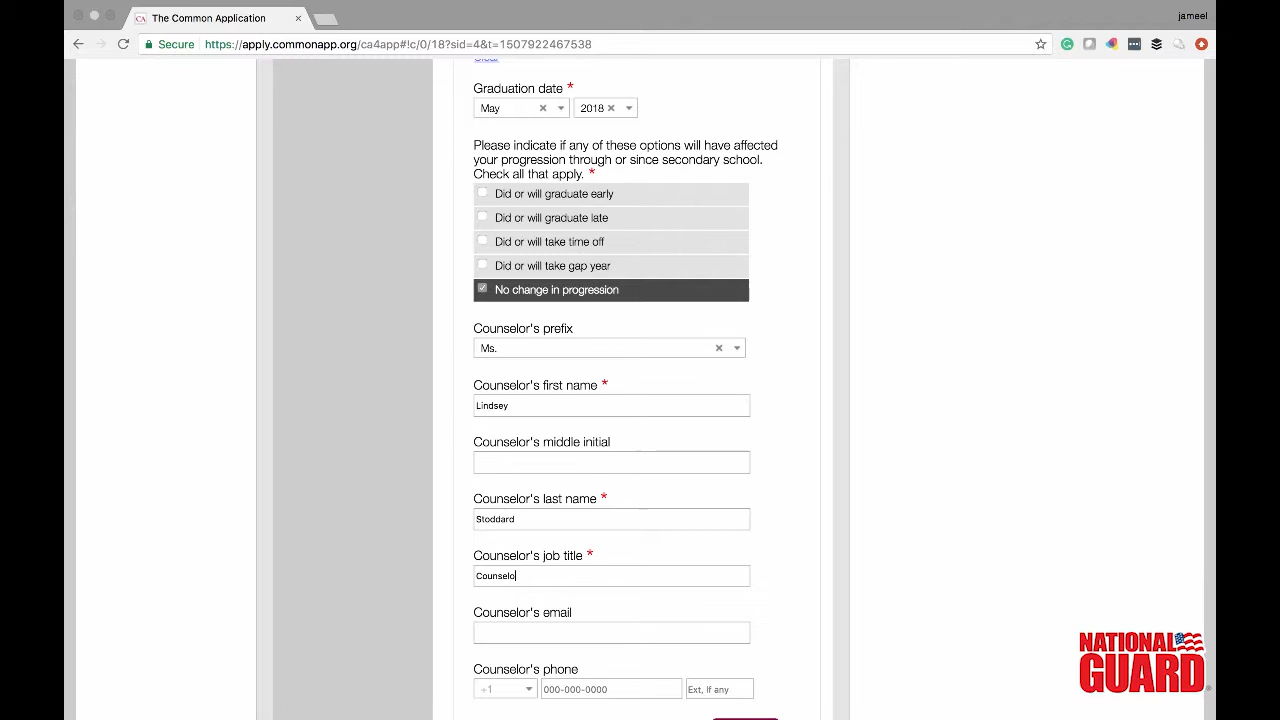 The Common Application
jameel
Secure
https://apply.commonapp.org/ca4app#!c/0/18?sid=4&t=1507922467538
Clear
Graduation date *
May
2018
Please indicate if any of these options will have affected
your progression through or since secondary school.
Check all that apply. *
Did or will graduate early
Did or will graduate late
Did or will take time off
Did or will take gap year
No change in progression
Counselor's prefix
Ms.
Counselor's first name *
Lindsey
Counselor's middle initial
Counselor's last name *
Stoddard
Counselor's job title *
Counselo
Counselor's email
Counselor's phone
+1
000-000-0000
Ext, If any
NATIONAL
GUARD